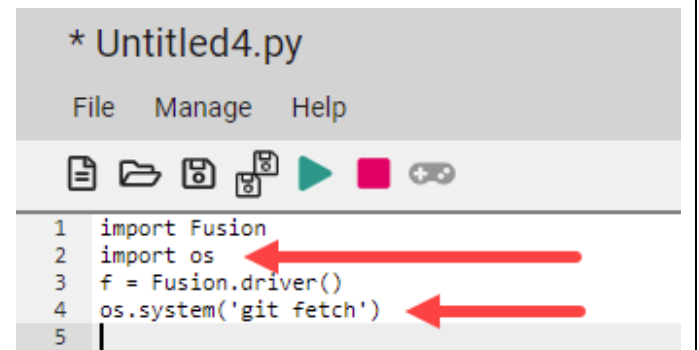 * Untitled4.py
File Manage Help
1 import Fusion
2 import os
3 f = Fusion.driver()
4 os.system('git fetch')
5